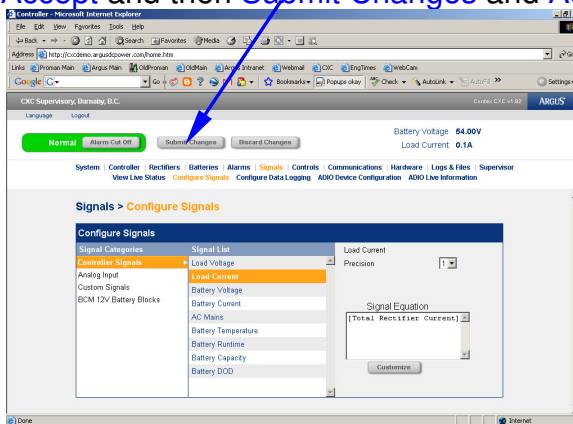 Accept and then Submit Changes and A
Controller - Microsoft Internet Explorer
File Edit View Favorites Tools Help
Back Search Favorites Media
Address http://cxcdemo.argusdcpower.com/home.htm Go
Links Proman Argus Main OldProman OldMain Argus Intranet Webmail CXC EngTimes WebCam
Google G Go Bookmarks Popups okay Check AutoLink AutoFill Settings
CXC Supervisory, Burnaby, B.C. Cordex CXC v1.82 ARGUS
Language Logout
Normal Alarm Cut Off Submit Changes Discard Changes
Battery Voltage 54.00V
Load Current 0.1A
System | Controller | Rectifiers | Batteries | Alarms | Signals | Controls | Communications | Hardware | Logs & Files | Supervisor
View Live Status Configure Signals Configure Data Logging ADIO Device Configuration ADIO Live Information
Signals > Configure Signals
Configure Signals
Signal Categories Signal List Load Current
Controller Signals Load Voltage Precision 1
Analog Input Load Current
Custom Signals Battery Voltage
BCM 12V Battery Blocks Battery Current
Signal Equation
AC Mains [Total Rectifier Current]
Battery Temperature
Battery Runtime
Battery Capacity Customize
Battery DOD
Done Internet